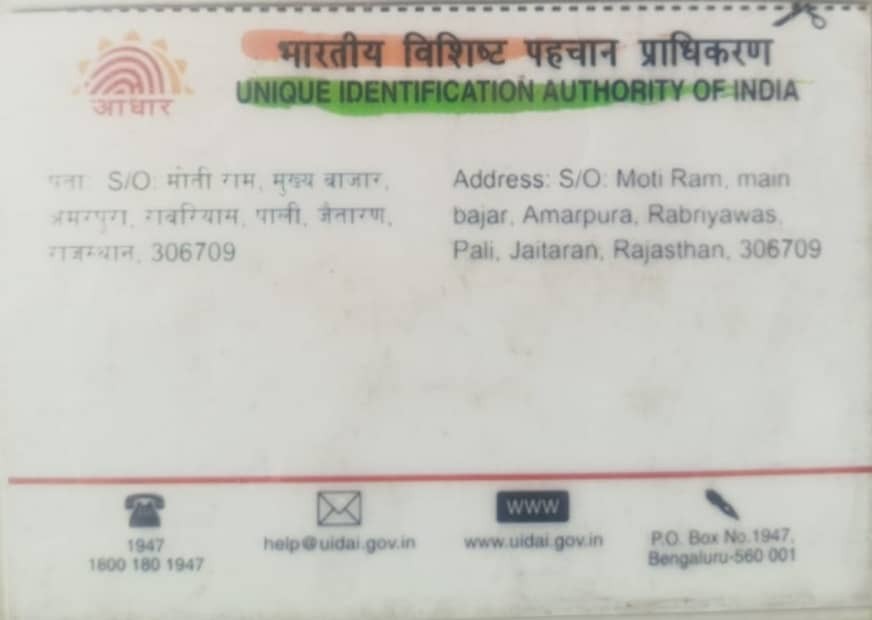 भारतीय विशिष्ट पहचान प्राधिकरण
UNIQUE IDENTIFICATION AUTHORITY OF INDIA
आधार
पता: S/O: मोती राम, मुख्य बाजार,
अमरपुरा, राबरियाम, पाली, जैतारण,
राजस्थान, 306709
Address: S/O: Moti Ram, main
bajar, Amarpura, Rabriyawas,
Pali, Jaitaran, Rajasthan, 306709
1947
1800 180 1947
help@uidai.gov.in
WWW
www.uidai.gov.in
P.O. Box No.1947,
Bengaluru-560 001